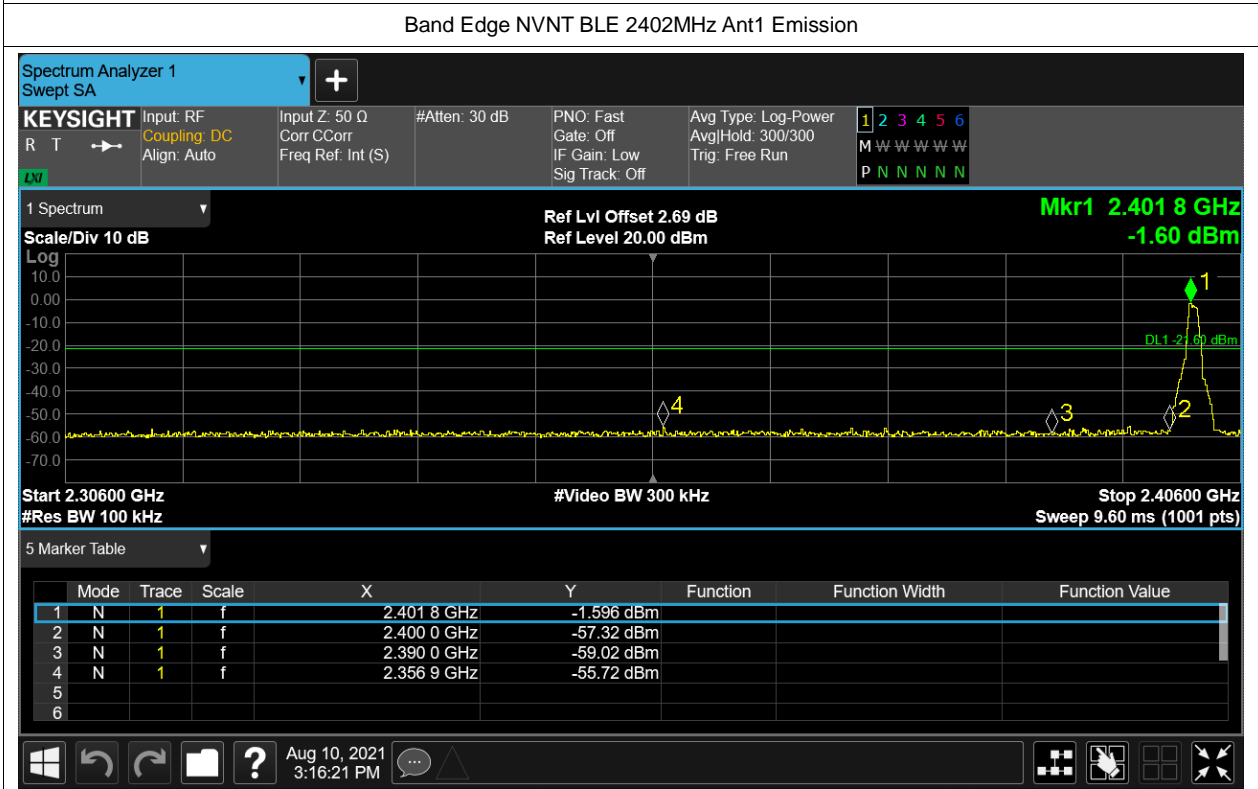 Band Edge NVNT BLE 2402MHz Ant1 Emission
Spectrum Analyzer 1
Swept SA
KEYSIGHT
R T
LXI
Input: RF
Coupling: DC
Align: Auto
Input Z: 50 Ω
Corr CCorr
Freq Ref: Int (S)
#Atten: 30 dB
PNO: Fast
Gate: Off
IF Gain: Low
Sig Track: Off
Avg Type: Log-Power
Avg|Hold: 300/300
Trig: Free Run
1 2 3 4 5 6
M W W W W W
P N N N N N
1 Spectrum
Scale/Div 10 dB
Ref Lvl Offset 2.69 dB
Ref Level 20.00 dBm
Mkr1 2.401 8 GHz
-1.60 dBm
Log
10.0
0.00
-10.0
-20.0
-30.0
-40.0
-50.0
-60.0
-70.0
1
DL1 -21.60 dBm
4
3
2
Start 2.30600 GHz
#Res BW 100 kHz
#Video BW 300 kHz
Stop 2.40600 GHz
Sweep 9.60 ms (1001 pts)
5 Marker Table
Mode Trace Scale X Y Function Function Width Function Value
1 N 1 f 2.401 8 GHz -1.596 dBm
2 N 1 f 2.400 0 GHz -57.32 dBm
3 N 1 f 2.390 0 GHz -59.02 dBm
4 N 1 f 2.356 9 GHz -55.72 dBm
5
6
?
Aug 10, 2021
3:16:21 PM